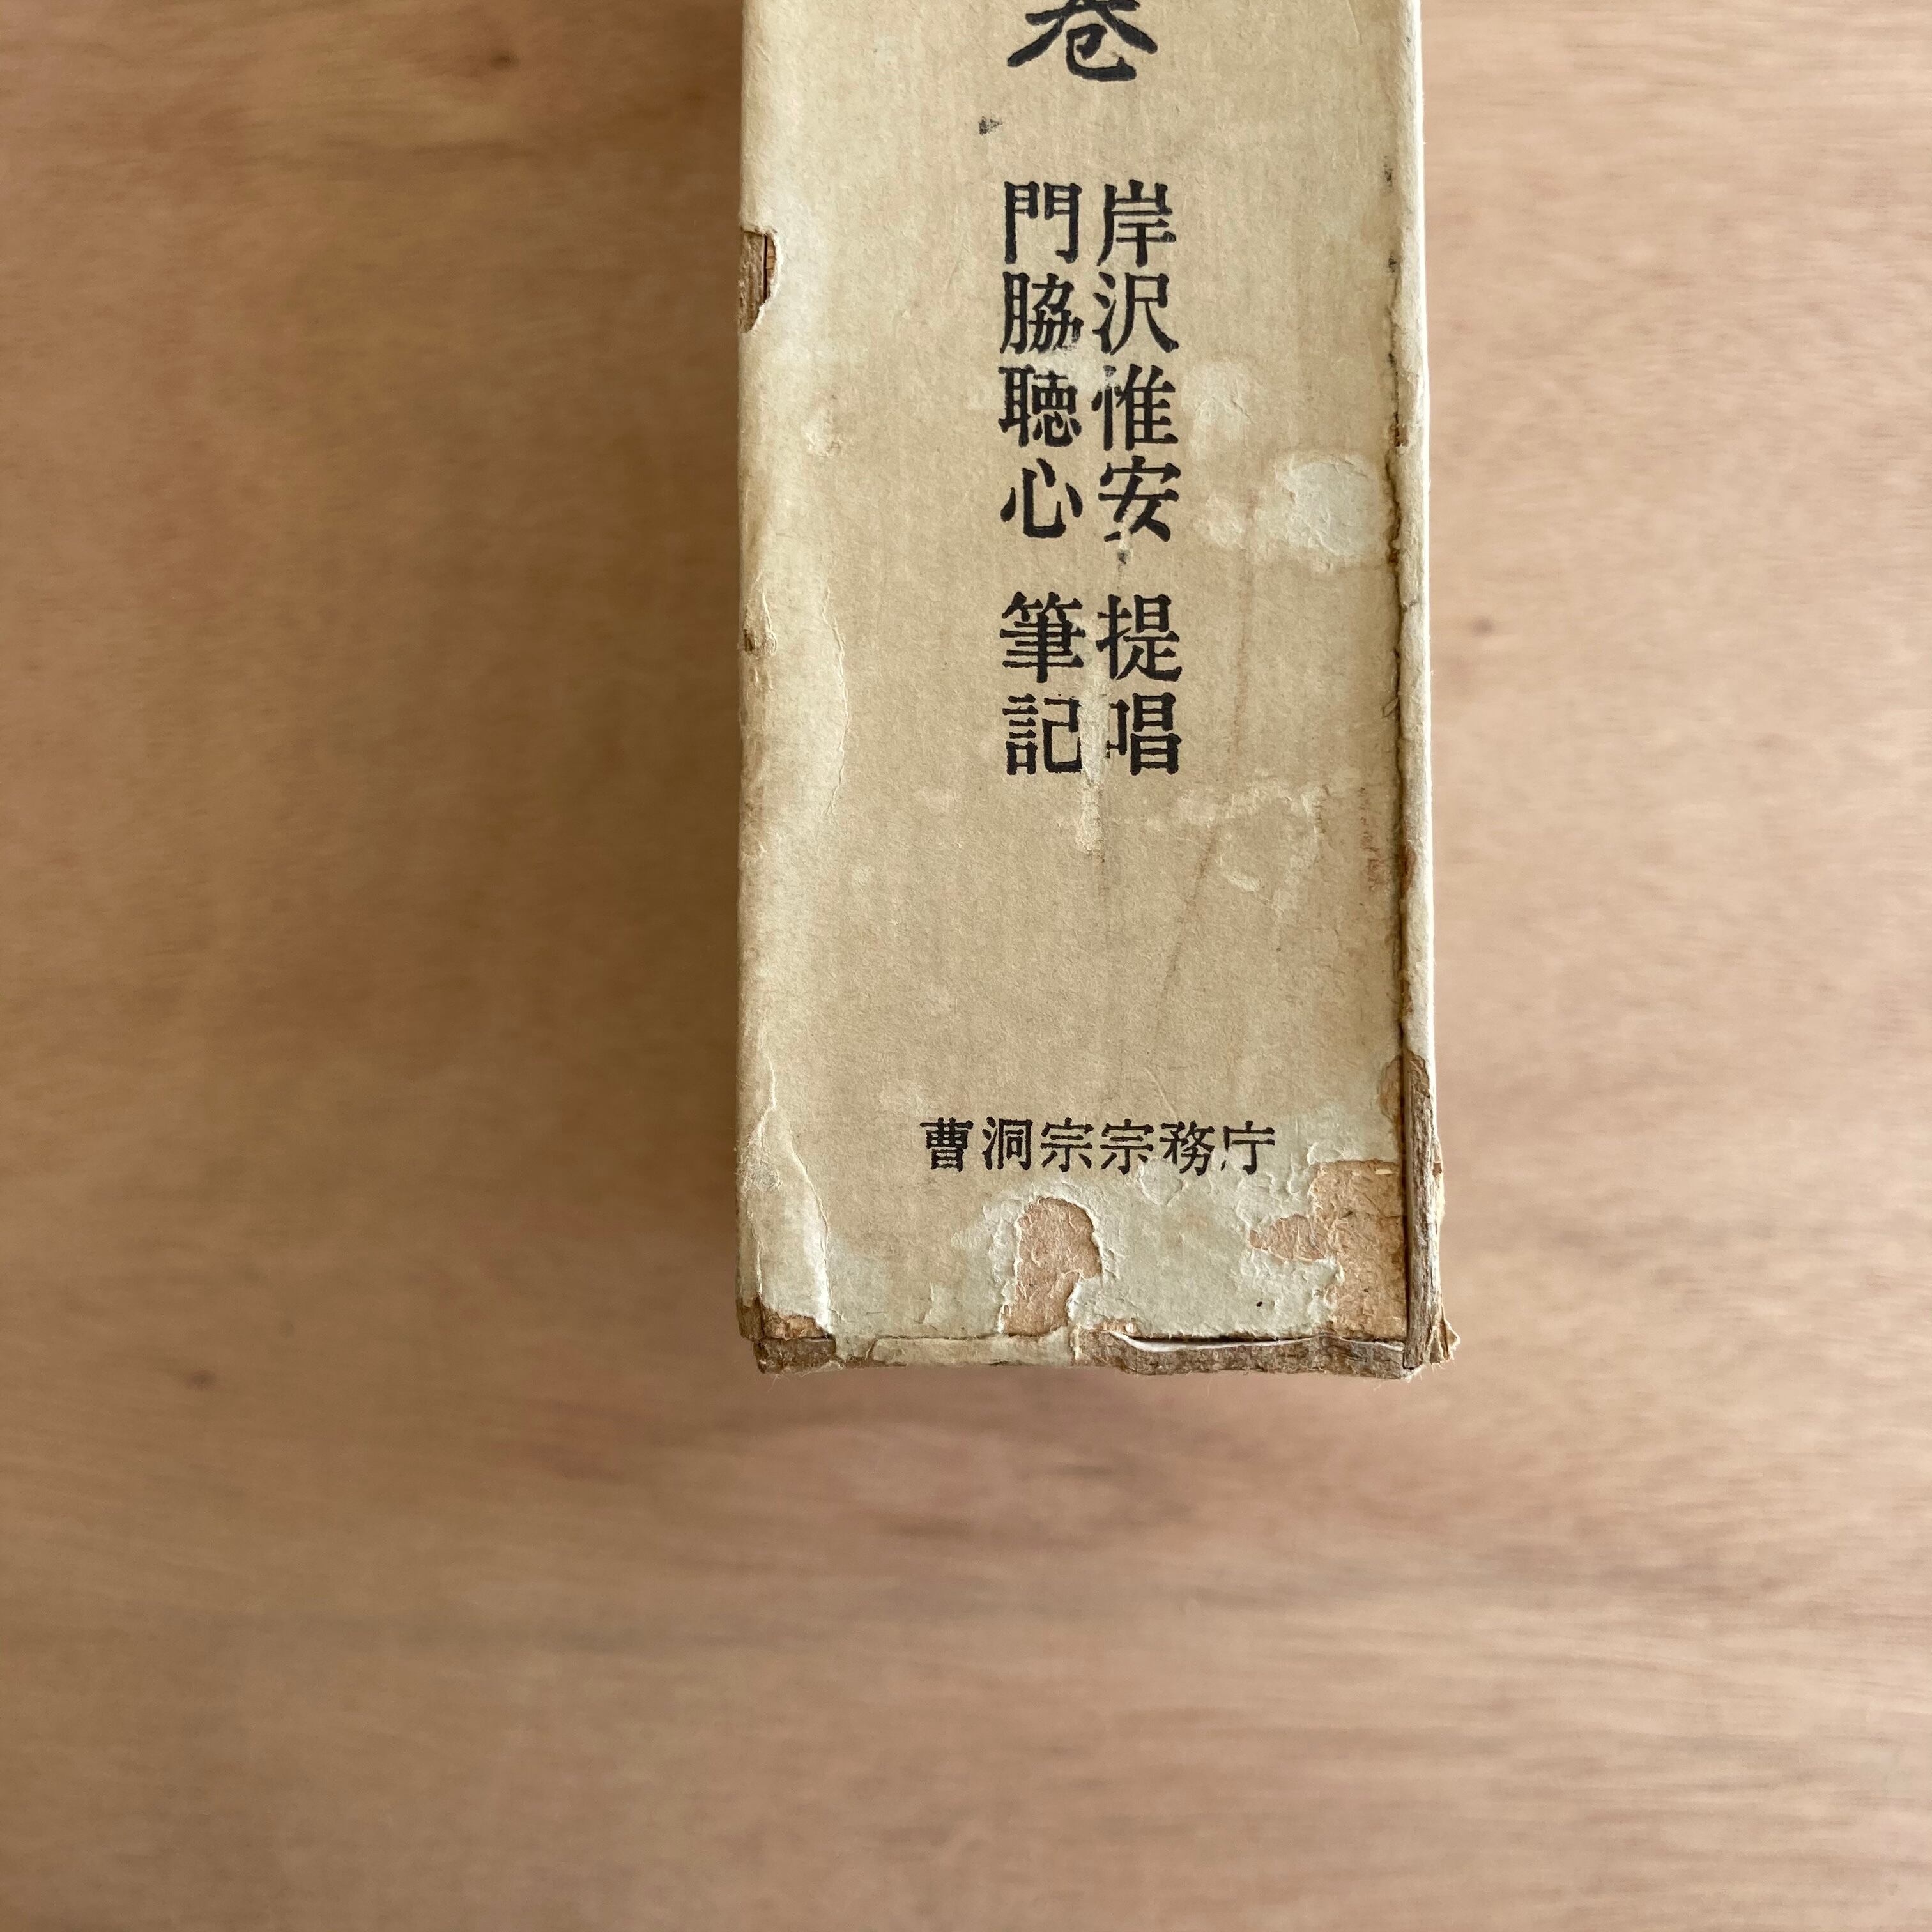 巻
岸沢惟安 提唱
門脇聴心 筆記
曹洞宗宗務庁